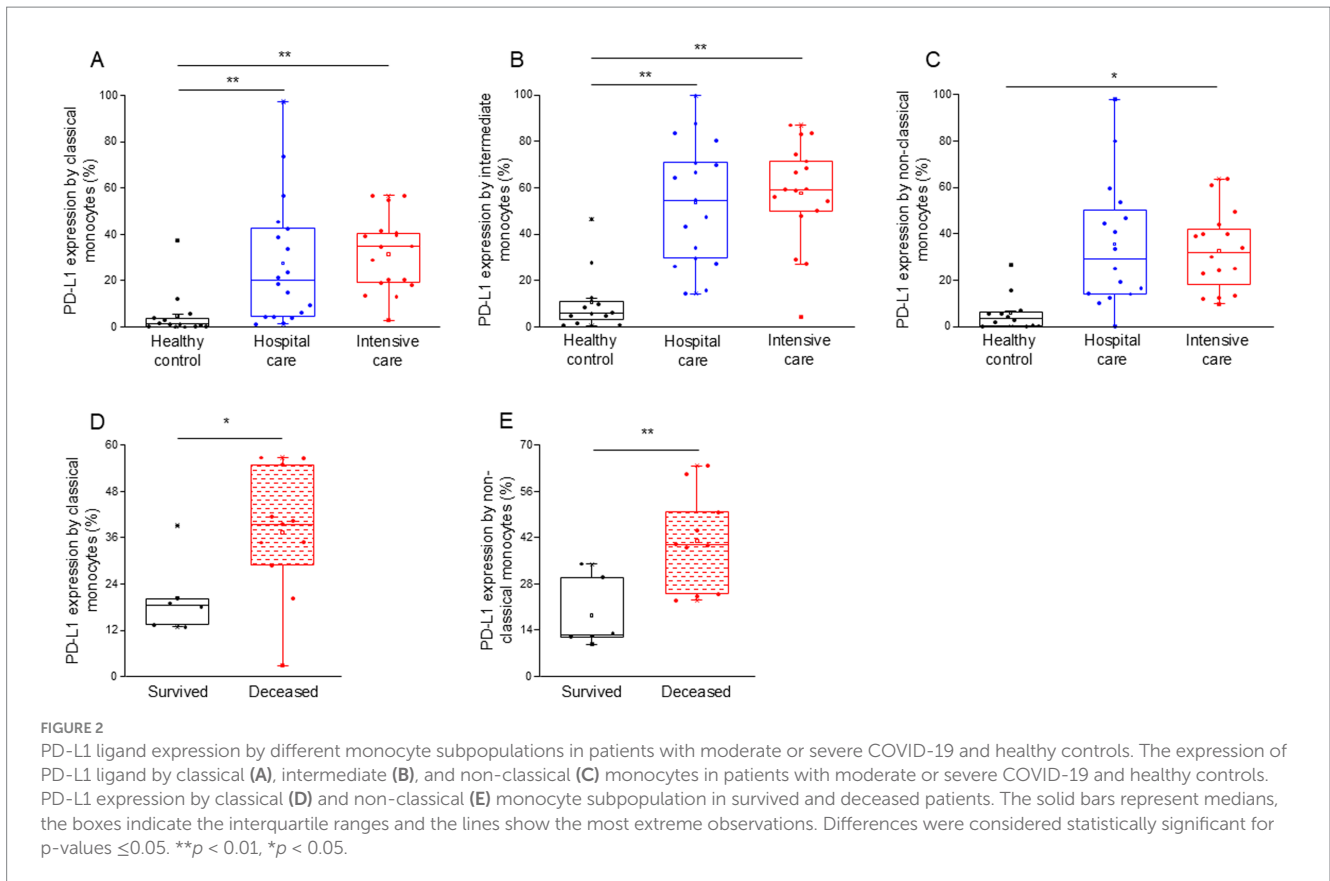 A
B
C
**
**
**
**
*
PD-L1 expression by classical
monocytes (%)
100
80
60
40
20
0
Healthy
control
Hospital
care
Intensive
care
PD-L1 expression by intermediate
monocytes (%)
100
80
60
40
20
0
Healthy
control
Hospital
care
Intensive
care
PD-L1 expression by non-classical
monocytes (%)
100
80
60
40
20
0
Healthy
control
Hospital
care
Intensive
care
D
*
PD-L1 expression by classical
monocytes (%)
60
48
36
24
12
0
Survived
Deceased
E
**
PD-L1 expression by non-
classical monocytes (%)
70
56
42
28
14
0
Survived
Deceased
FIGURE 2
PD-L1 ligand expression by different monocyte subpopulations in patients with moderate or severe COVID-19 and healthy controls. The expression of
PD-L1 ligand by classical (A), intermediate (B), and non-classical (C) monocytes in patients with moderate or severe COVID-19 and healthy controls.
PD-L1 expression by classical (D) and non-classical (E) monocyte subpopulation in survived and deceased patients. The solid bars represent medians,
the boxes indicate the interquartile ranges and the lines show the most extreme observations. Differences were considered statistically significant for
p-values ≤0.05. **p < 0.01, *p < 0.05.